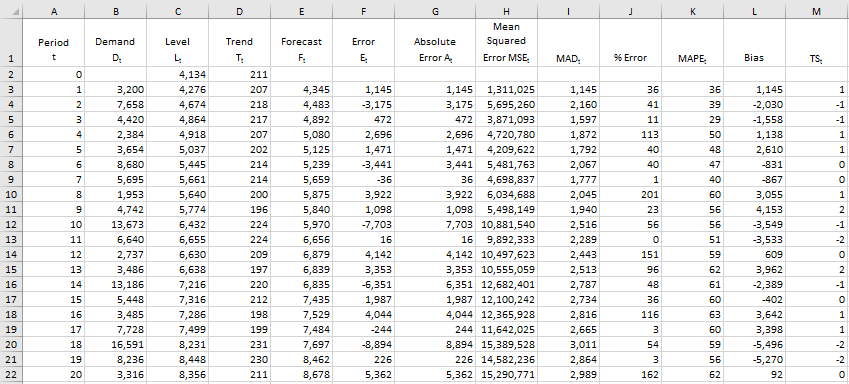 A B C D E F G H I J K L M
1 Period t Demand Dt Level Lt Trend Tt Forecast Ft Error Et Absolute Error At Mean Squared Error MSEt MADt % Error MAPEt Bias TSt
2 0 4,134 211
3 1 3,200 4,276 207 4,345 1,145 1,145 1,311,025 1,145 36 36 1,145 1
4 2 7,658 4,674 218 4,483 -3,175 3,175 5,695,260 2,160 41 39 -2,030 -1
5 3 4,420 4,864 217 4,892 472 472 3,871,093 1,597 11 29 -1,558 -1
6 4 2,384 4,918 207 5,080 2,696 2,696 4,720,780 1,872 113 50 1,138 1
7 5 3,654 5,037 202 5,125 1,471 1,471 4,209,622 1,792 40 48 2,610 1
8 6 8,680 5,445 214 5,239 -3,441 3,441 5,481,763 2,067 40 47 -831 0
9 7 5,695 5,661 214 5,659 -36 36 4,698,837 1,777 1 40 -867 0
10 8 1,953 5,640 200 5,875 3,922 3,922 6,034,688 2,045 201 60 3,055 1
11 9 4,742 5,774 196 5,840 1,098 1,098 5,498,149 1,940 23 56 4,153 2
12 10 13,673 6,432 224 5,970 -7,703 7,703 10,881,540 2,516 56 56 -3,549 -1
13 11 6,640 6,655 224 6,656 16 16 9,892,333 2,289 0 51 -3,533 -2
14 12 2,737 6,630 209 6,879 4,142 4,142 10,497,623 2,443 151 59 609 0
15 13 3,486 6,638 197 6,839 3,353 3,353 10,555,059 2,513 96 62 3,962 2
16 14 13,186 7,216 220 6,835 -6,351 6,351 12,682,401 2,787 48 61 -2,389 -1
17 15 5,448 7,316 212 7,435 1,987 1,987 12,100,242 2,734 36 60 -402 0
18 16 3,485 7,286 198 7,529 4,044 4,044 12,365,928 2,816 116 63 3,642 1
19 17 7,728 7,499 199 7,484 -244 244 11,642,025 2,665 3 60 3,398 1
20 18 16,591 8,231 231 7,697 -8,894 8,894 15,389,528 3,011 54 59 -5,496 -2
21 19 8,236 8,448 230 8,462 226 226 14,582,236 2,864 3 56 -5,270 -2
22 20 3,316 8,356 211 8,678 5,362 5,362 15,290,771 2,989 162 62 92 0